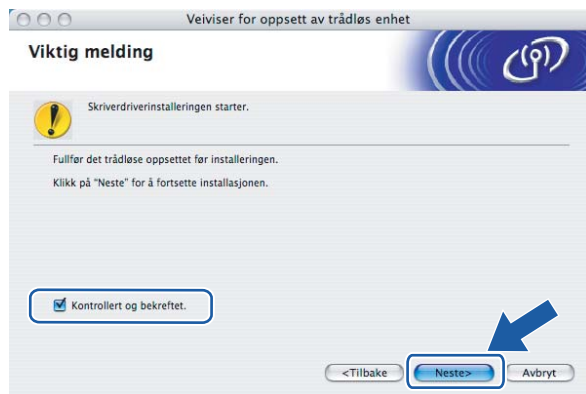 Veiviser for oppsett av trådløs enhet
Viktig melding
Skriverdriverinstalleringen starter.
Fullfør det trådløse oppsettet før installeringen.
Klikk på "Neste" for å fortsette installasjonen.
Kontrollert og bekreftet.
<Tilbake Neste> Avbryt